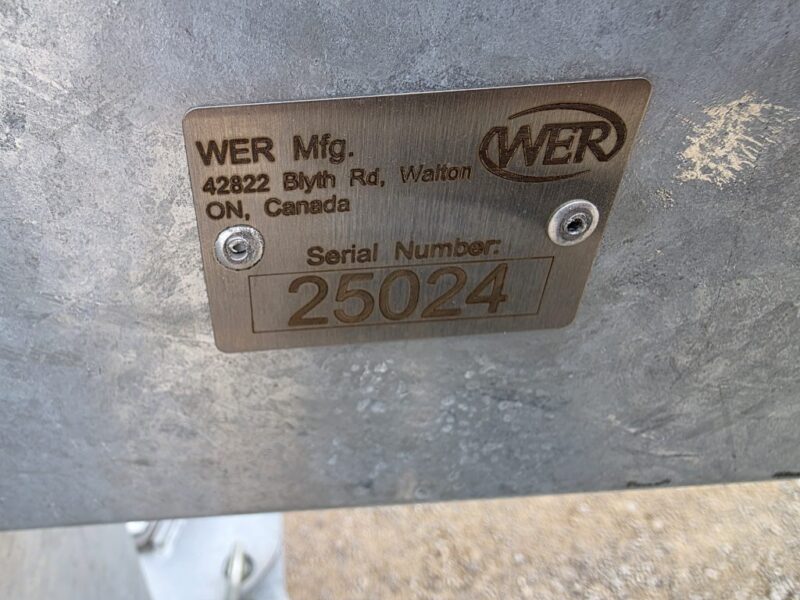 WER Mfg.
WER
42822 Blyth Rd, Walton
ON, Canada
Serial Number:
25024